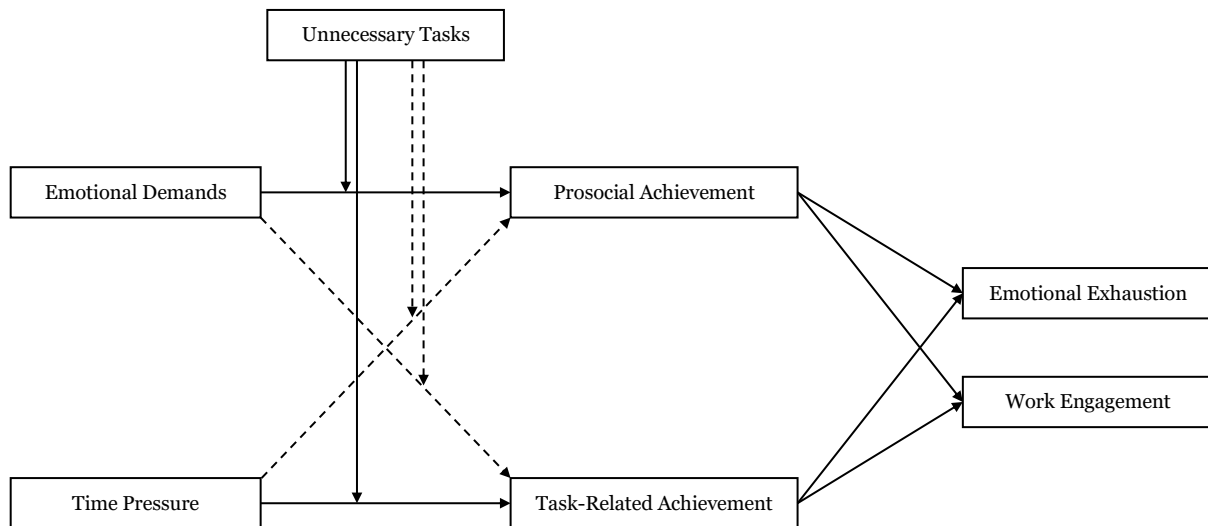 Unnecessary Tasks
Emotional Demands
Prosocial Achievement
Emotional Exhaustion
Work Engagement
Time Pressure
Task-Related Achievement